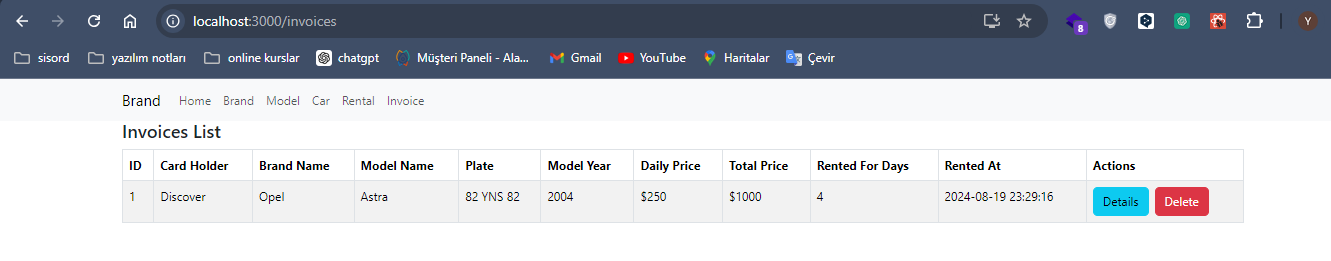 localhost:3000/invoices
8
Y
sisord yazılım notları online kurslar chatgpt Müşteri Paneli - Ala... Gmail YouTube Haritalar Çevir
Brand Home Brand Model Car Rental Invoice
Invoices List
ID Card Holder Brand Name Model Name Plate Model Year Daily Price Total Price Rented For Days Rented At Actions
1 Discover Opel Astra 82 YNS 82 2004 $250 $1000 4 2024-08-19 23:29:16 Details Delete